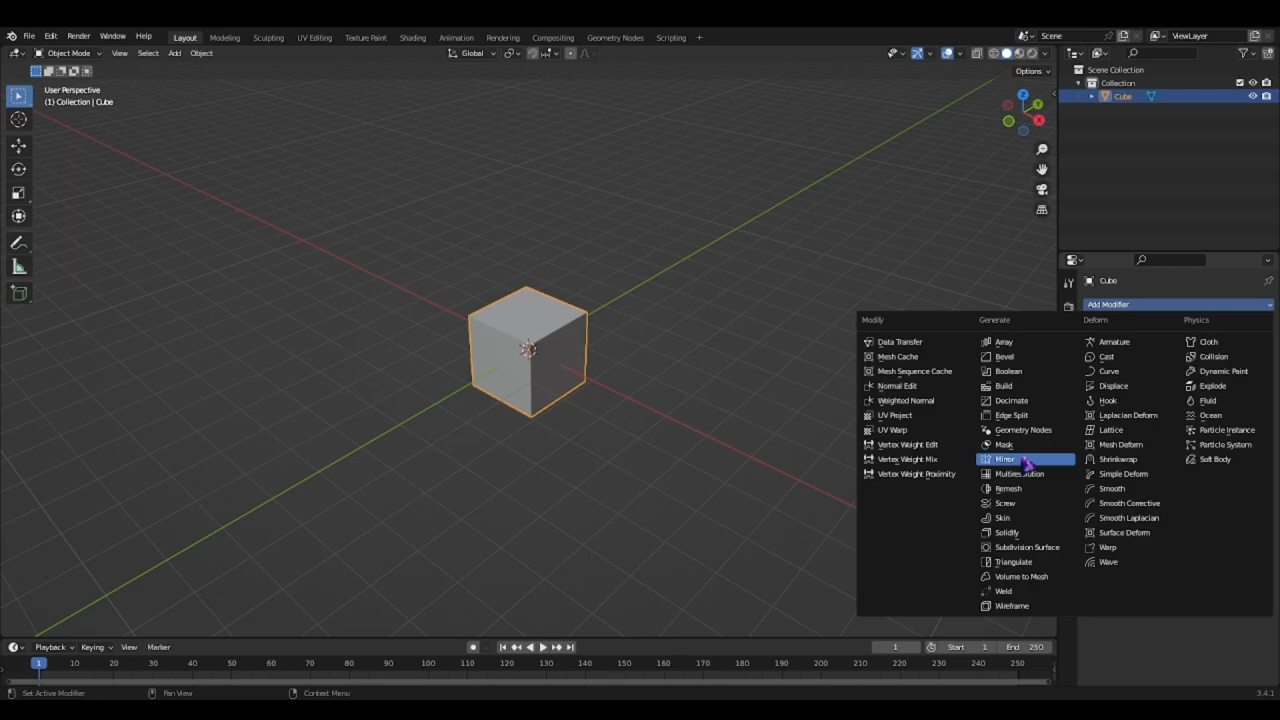 File Edit Render Window Help Layout Modeling Sculpting UV Editing Texture Paint Shading Animation Rendering Compositing Geometry Nodes Scripting + Scene ViewLayer
Object Mode View Select Add Object Global
Options
User Perspective
(1) Collection | Cube
Z
Y
X
Scene Collection
Collection
Cube
Cube
Add Modifier
Modify Generate Deform Physics
Data Transfer Array Armature Cloth
Mesh Cache Bevel Cast Collision
Mesh Sequence Cache Boolean Curve Dynamic Paint
Normal Edit Build Displace Explode
Weighted Normal Decimate Hook Fluid
UV Project Edge Split Laplacian Deform Ocean
UV Warp Geometry Nodes Lattice Particle Instance
Vertex Weight Edit Mask Mesh Deform Particle System
Vertex Weight Mix Mirror Shrinkwrap Soft Body
Vertex Weight Proximity Multiresolution Simple Deform
Remesh Smooth
Screw Smooth Corrective
Skin Smooth Laplacian
Solidify Surface Deform
Subdivision Surface Warp
Triangulate Wave
Volume to Mesh
Weld
Wireframe
Playback Keying View Marker 1 Start 1 End 250
1 10 20 30 40 50 60 70 80 90 100 110 120 130 140 150 160 170 180 190 200 210 220 230 240 250
Set Active Modifier Pan View Context Menu 3.4.1